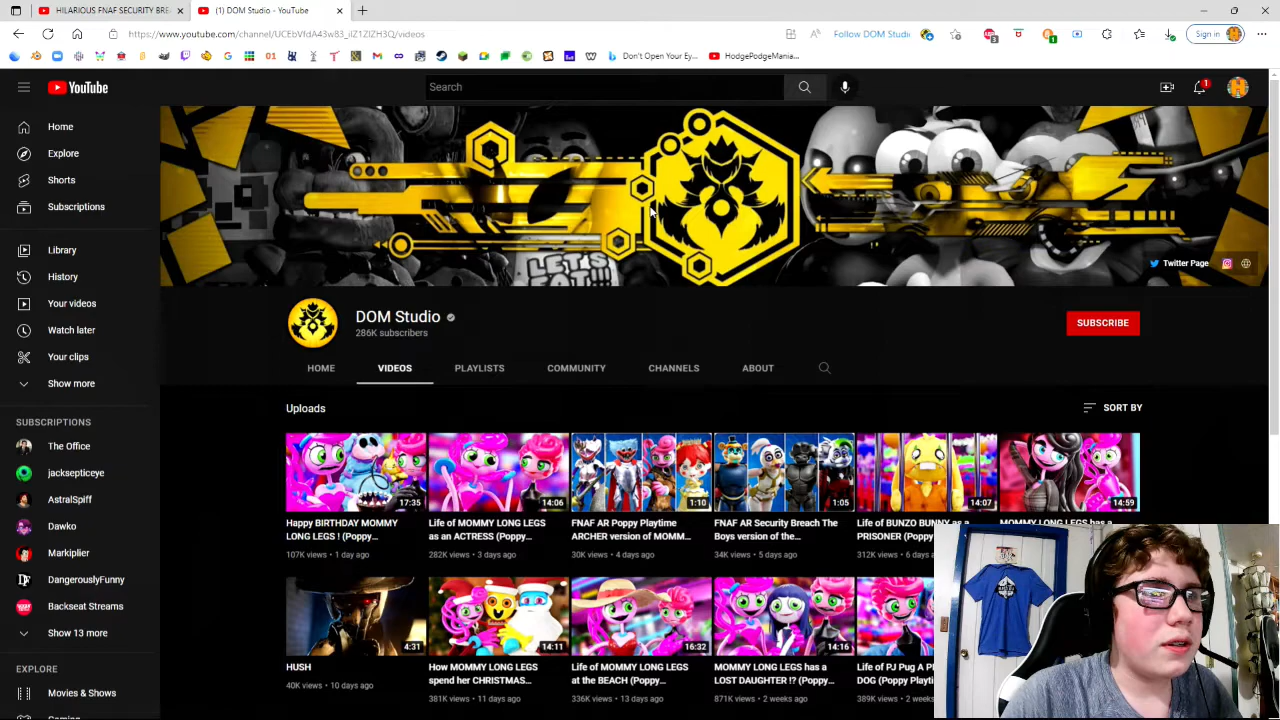 HILARIOUS FNAF SECURITY BRE
(1) DOM Studio - YouTube
https://www.youtube.com/channel/UCEbVfdA43w83_iZ1ZIZH3Q/videos
Follow DOM Studi
Sign in
Don't Open Your Ey...
HodgePodgeMania...
YouTube
Search
1
Home
Explore
Shorts
Subscriptions
Library
History
Your videos
Watch later
Your clips
Show more
SUBSCRIPTIONS
The Office
jacksepticeye
AstralSpiff
Dawko
Markiplier
DangerouslyFunny
Backseat Streams
Show 13 more
EXPLORE
Movies & Shows
LET'S
EAT!!!
Twitter Page
DOM Studio
286K subscribers
SUBSCRIBE
HOME
VIDEOS
PLAYLISTS
COMMUNITY
CHANNELS
ABOUT
Uploads
SORT BY
17:35
14:06
1:10
1:05
14:07
14:59
Happy BIRTHDAY MOMMY
LONG LEGS ! (Poppy...
107K views • 1 day ago
Life of MOMMY LONG LEGS
as an ACTRESS (Poppy...
282K views • 3 days ago
FNAF AR Poppy Playtime
ARCHER version of MOMM...
30K views • 4 days ago
FNAF AR Security Breach The
Boys version of the...
34K views • 5 days ago
Life of BUNZO BUNNY as a
PRISONER (Poppy
312K views • 6 days a
MOMMY LONG LEGS has a
4:31
14:11
16:32
14:16
HUSH
40K views • 10 days ago
How MOMMY LONG LEGS
spend her CHRISTMAS...
381K views • 11 days ago
Life of MOMMY LONG LEGS
at the BEACH (Poppy...
336K views • 13 days ago
MOMMY LONG LEGS has a
LOST DAUGHTER !? (Poppy...
871K views • 2 weeks ago
Life of PJ Pug A P
DOG (Poppy Playti
389K views • 2 week